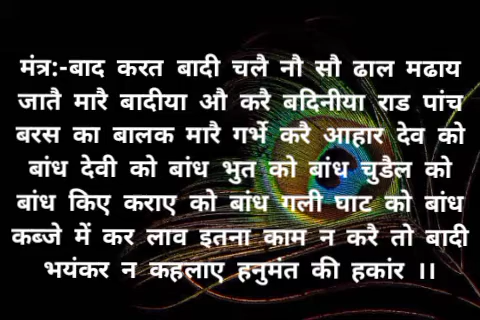 मंत्र:-बाद करत बादी चलै नौ सौ ढाल मढाय
जातै मारै बादीया औ करै बदिनीया राड पांच
बरस का बालक मारै गर्भे करै आहार देव को
बांध देवी को बांध भुत को बांध चुडैल को
बांध किए कराए को बांध गली घाट को बांध
कब्जे में कर लाव इतना काम न करै तो बादी
भयंकर न कहलाए हनुमंत की हकांर ।।